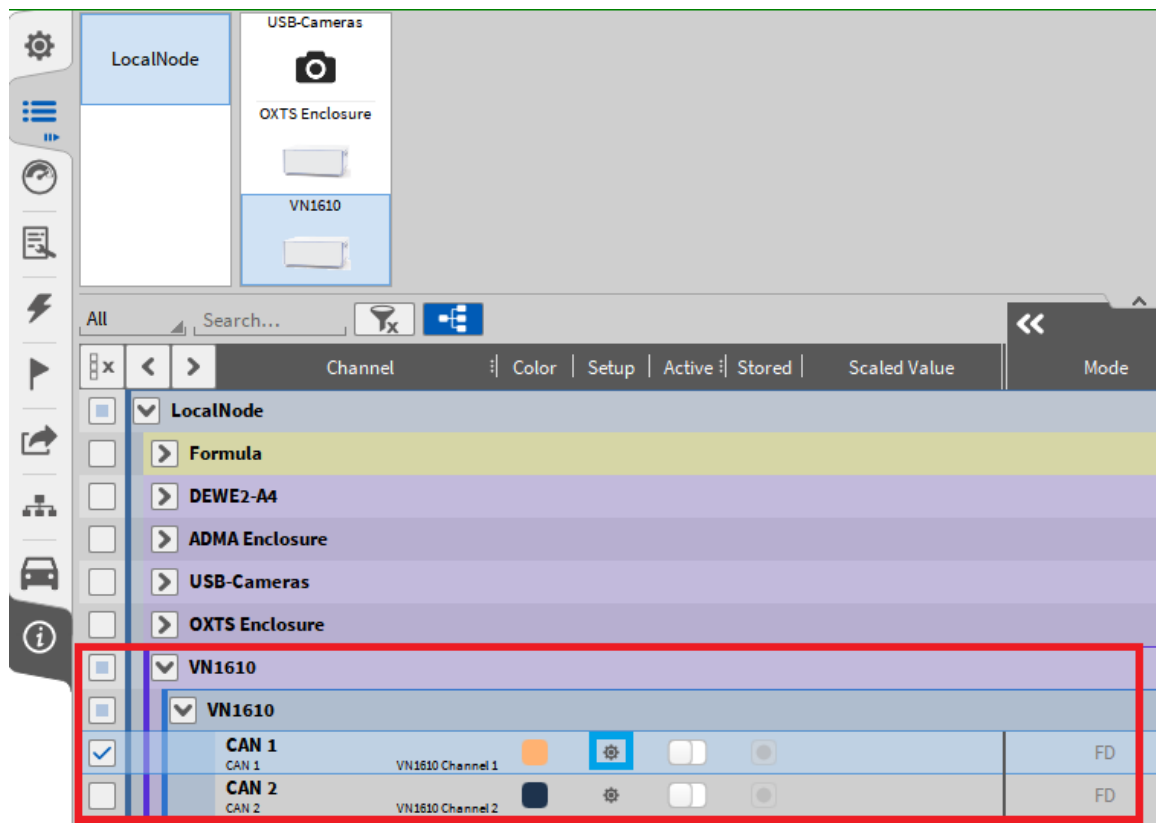 USB-Cameras
LocalNode
OXTS Enclosure
VN1610
All Search...
Channel Color Setup Active Stored Scaled Value Mode
LocalNode
Formula
DEWE2-A4
ADMA Enclosure
USB-Cameras
OXTS Enclosure
VN1610
VN1610
CAN 1
CAN 1 VN1610 Channel 1 FD
CAN 2
CAN 2 VN1610 Channel 2 FD